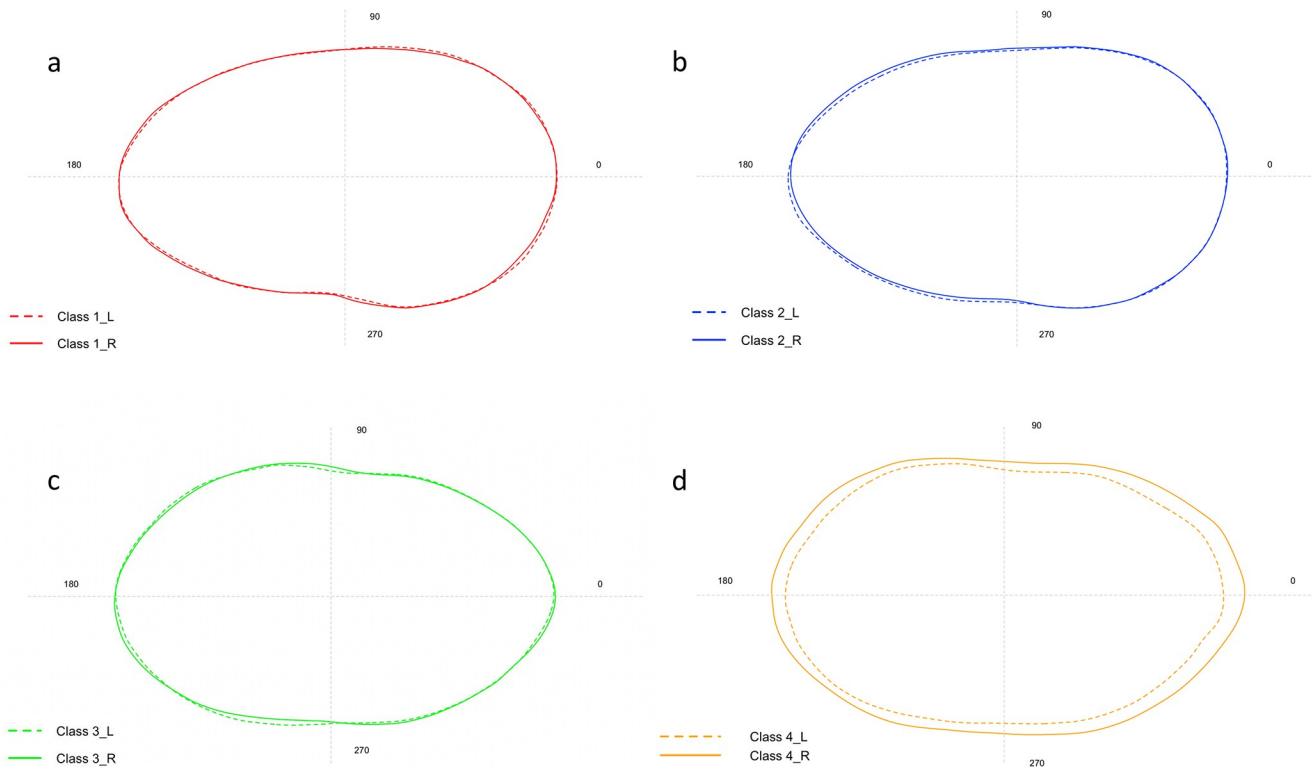 90
a
180
0
Class 1_L
Class 1_R
270
90
b
180
0
Class 2_L
Class 2_R
270
90
c
180
0
Class 3_L
Class 3_R
270
90
d
180
0
Class 4_L
Class 4_R
270